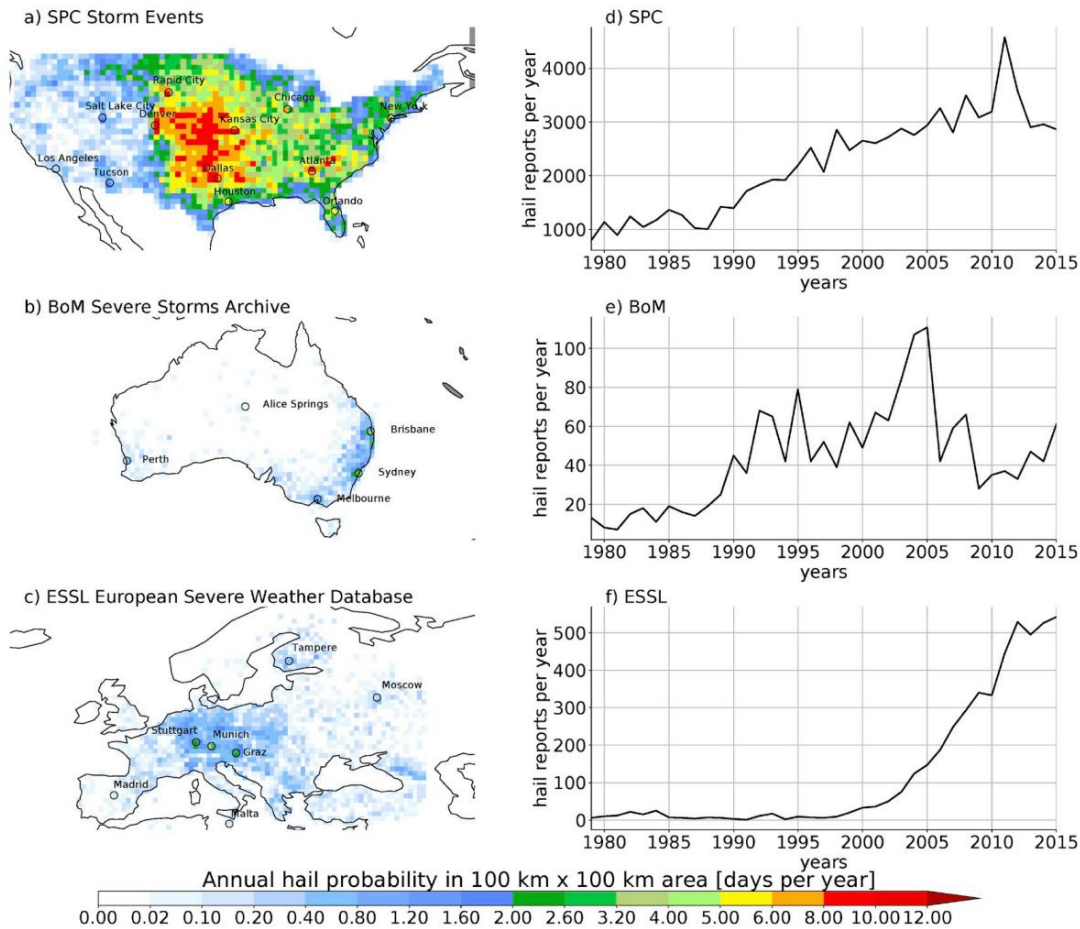 a) SPC Storm Events
Rapid City
Chicago
Salt Lake City
New York
Denver
Kansas City
Los Angeles
Atlanta
Dallas
Tucson
Houston
Orlando
d) SPC
hail reports per year
4000
3000
2000
1000
1980 1985 1990 1995 2000 2005 2010 2015
years
b) BoM Severe Storms Archive
Alice Springs
Brisbane
Perth
Sydney
Melbourne
e) BoM
hail reports per year
100
80
60
40
20
1980 1985 1990 1995 2000 2005 2010 2015
years
c) ESSL European Severe Weather Database
Tampere
Moscow
Stuttgart
Munich
Graz
Madrid
Malta
f) ESSL
hail reports per year
500
400
300
200
100
0
1980 1985 1990 1995 2000 2005 2010 2015
years
Annual hail probability in 100 km x 100 km area [days per year]
0.00 0.02 0.10 0.20 0.40 0.80 1.20 1.60 2.00 2.60 3.20 4.00 5.00 6.00 8.00 10.00 12.00